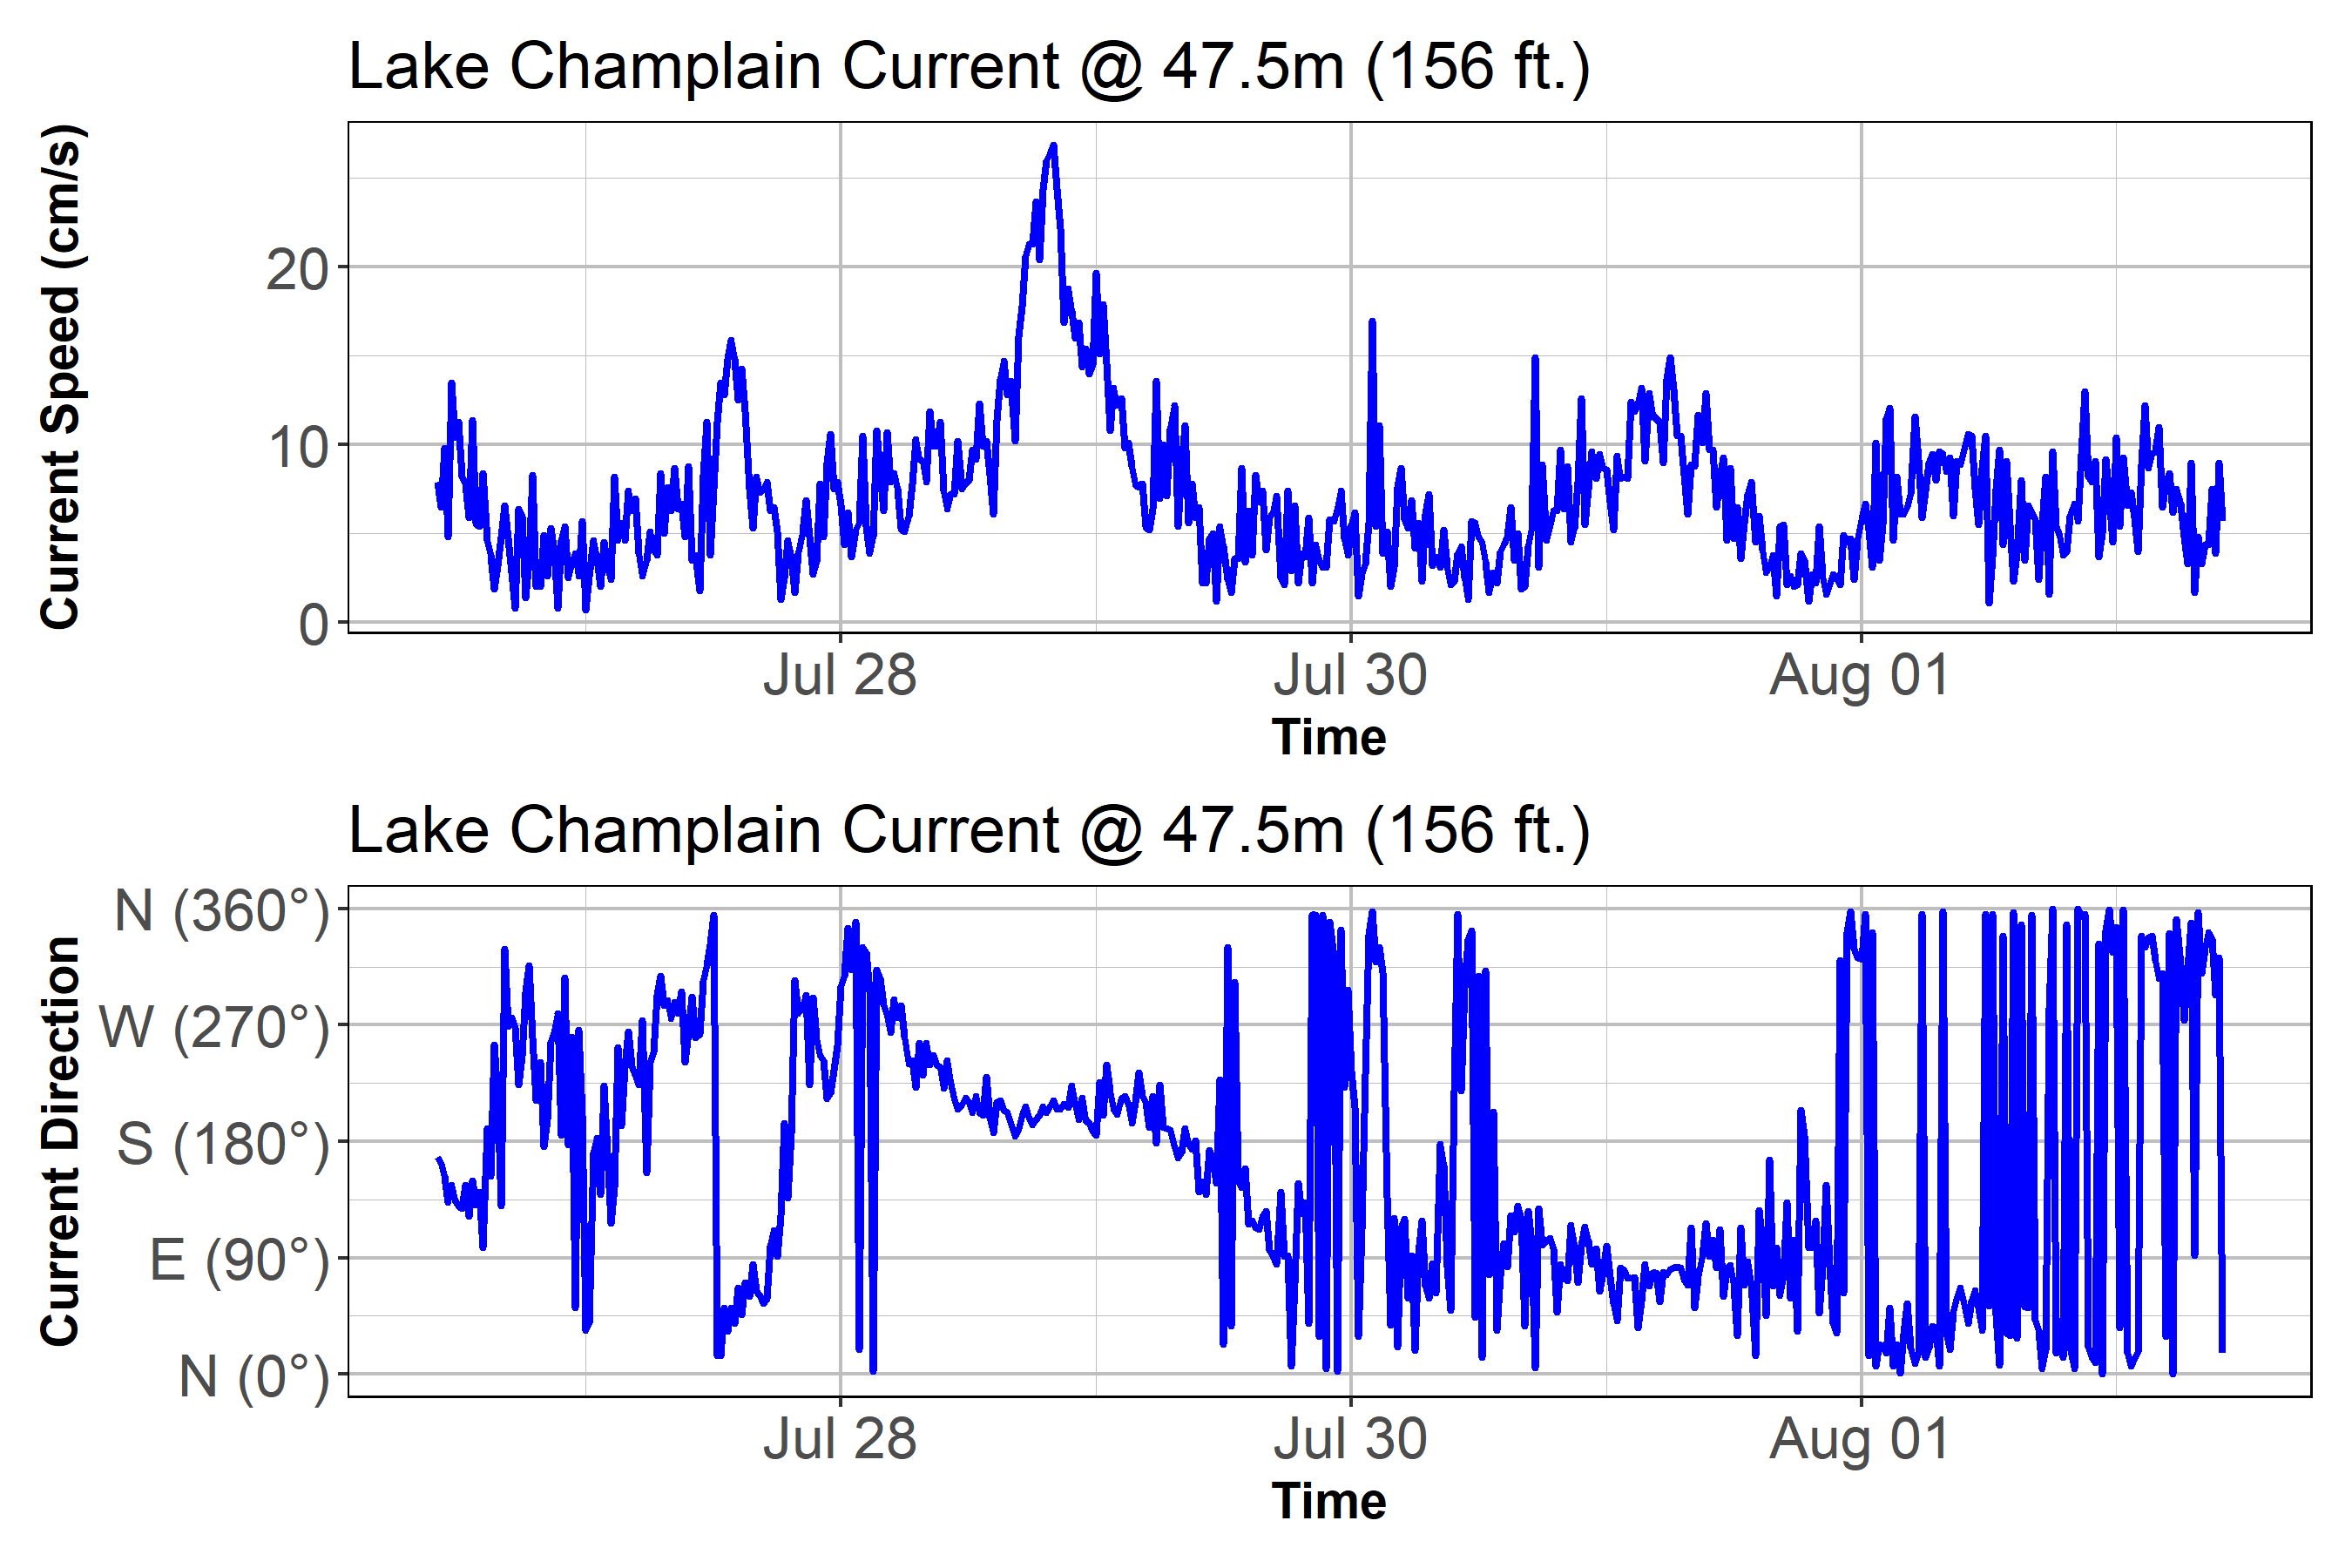 Lake Champlain Current @ 47.5m (156 ft.)
Current Speed (cm/s)
20
10
0
Jul 28 Jul 30 Aug 01
Time
Lake Champlain Current @ 47.5m (156 ft.)
Current Direction
N (360°)
W (270°)
S (180°)
E (90°)
N (0°)
Jul 28 Jul 30 Aug 01
Time